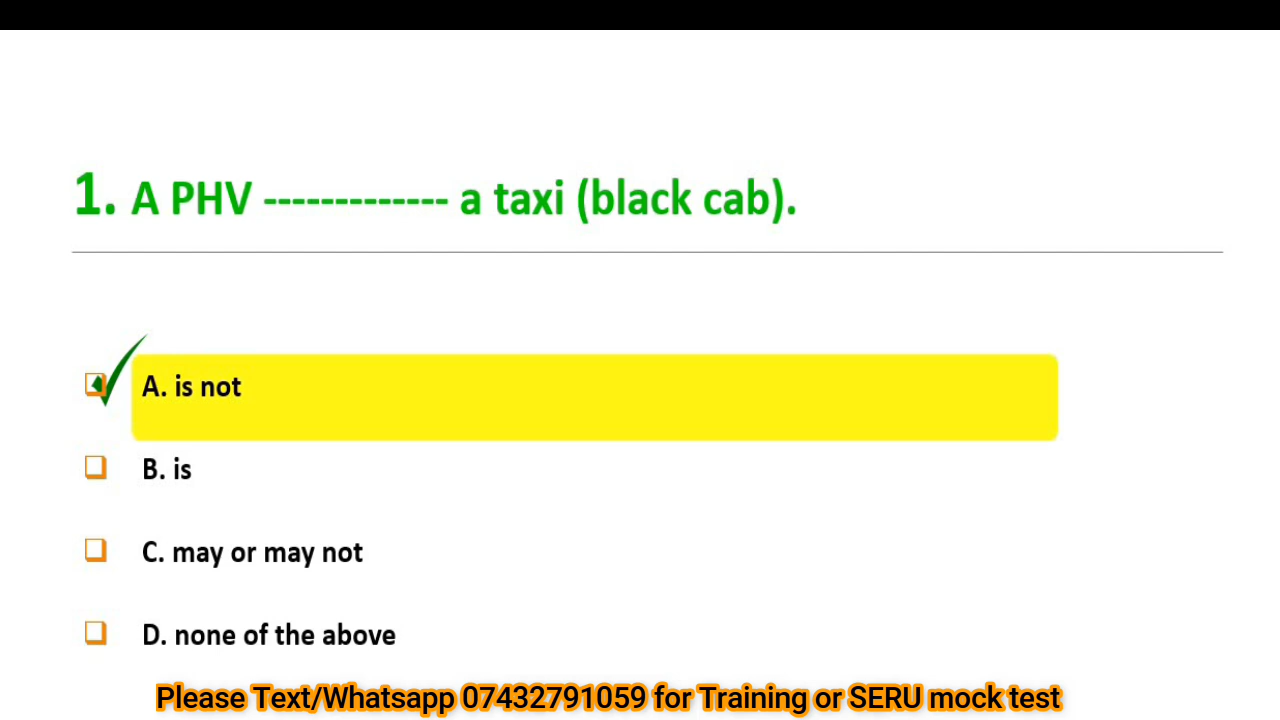 1. A PHV ------------- a taxi (black cab).
A. is not
B. is
C. may or may not
D. none of the above
Please Text/Whatsapp 07432791059 for Training or SERU mock test